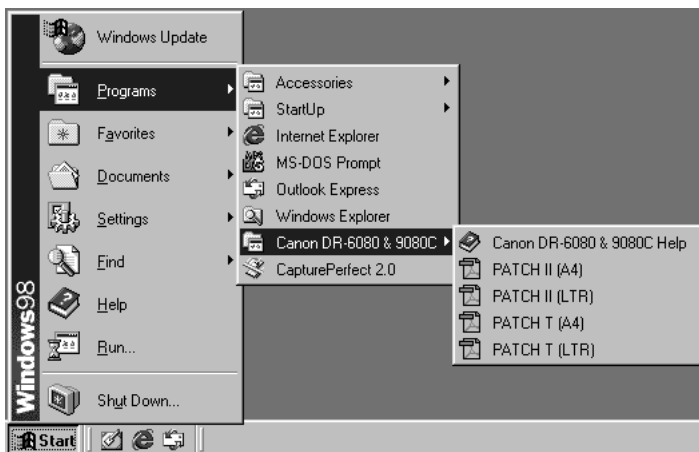 Windows Update
Programs
Favorites
Documents
Settings
Find
Help
Run...
Shut Down...
Windows98
Accessories
StartUp
Internet Explorer
MS-DOS Prompt
Outlook Express
Windows Explorer
Canon DR-6080 & 9080C
CapturePerfect 2.0
Canon DR-6080 & 9080C Help
PATCH II (A4)
PATCH II (LTR)
PATCH T (A4)
PATCH T (LTR)
Start